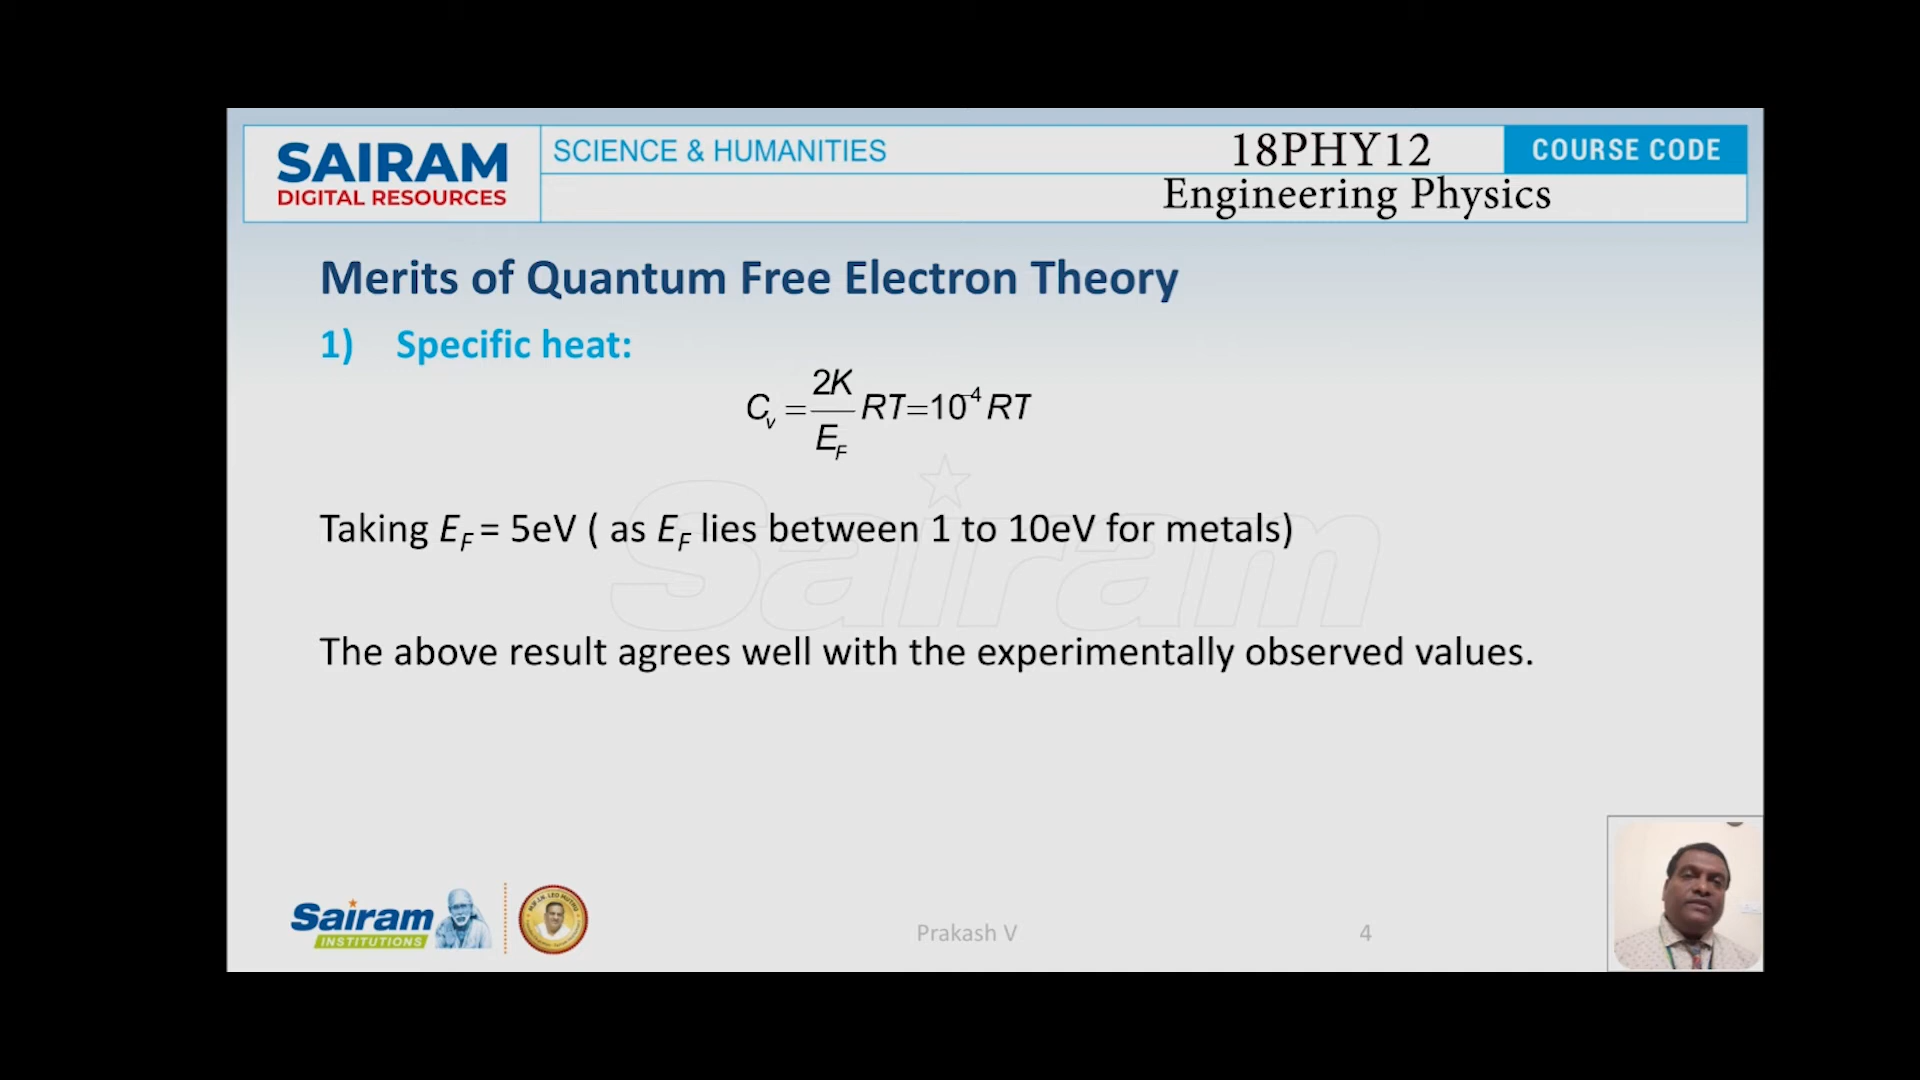 SAIRAM
DIGITAL RESOURCES
SCIENCE & HUMANITIES
18PHY12
COURSE CODE
Engineering Physics
Merits of Quantum Free Electron Theory
1) Specific heat:
C_v = 2K/E_F RT=10^-4 RT
Taking E_F = 5eV ( as E_F lies between 1 to 10eV for metals)
Sairam
The above result agrees well with the experimentally observed values.
Sairam
INSTITUTIONS
Prakash V
4